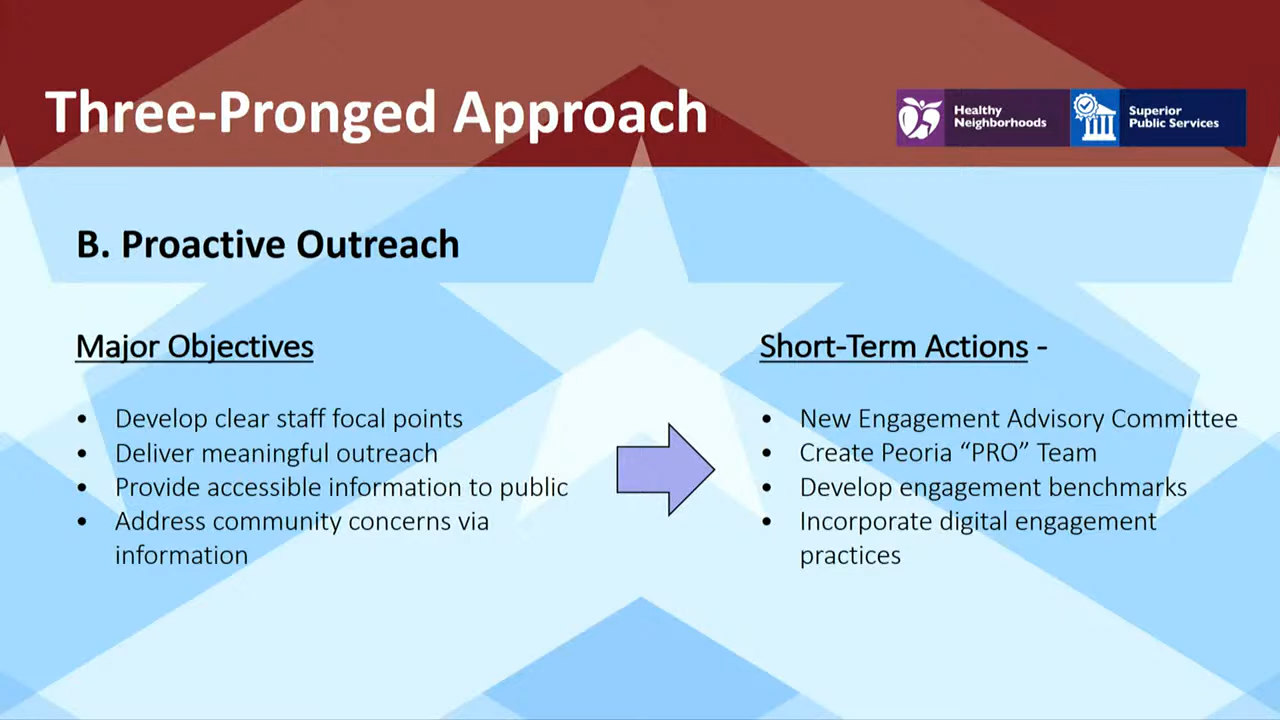 Three-Pronged Approach
Healthy
Neighborhoods
Superior
Public Services
B. Proactive Outreach
Major Objectives
• Develop clear staff focal points
• Deliver meaningful outreach
• Provide accessible information to public
• Address community concerns via
information
Short-Term Actions -
• New Engagement Advisory Committee
• Create Peoria “PRO” Team
• Develop engagement benchmarks
• Incorporate digital engagement
practices